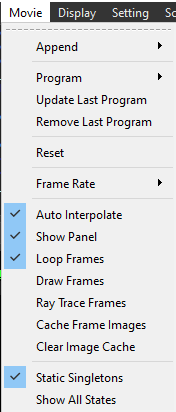 Movie Display Setting Sc
Append
Program
Update Last Program
Remove Last Program
Reset
Frame Rate
Auto Interpolate
Show Panel
Loop Frames
Draw Frames
Ray Trace Frames
Cache Frame Images
Clear Image Cache
Static Singletons
Show All States